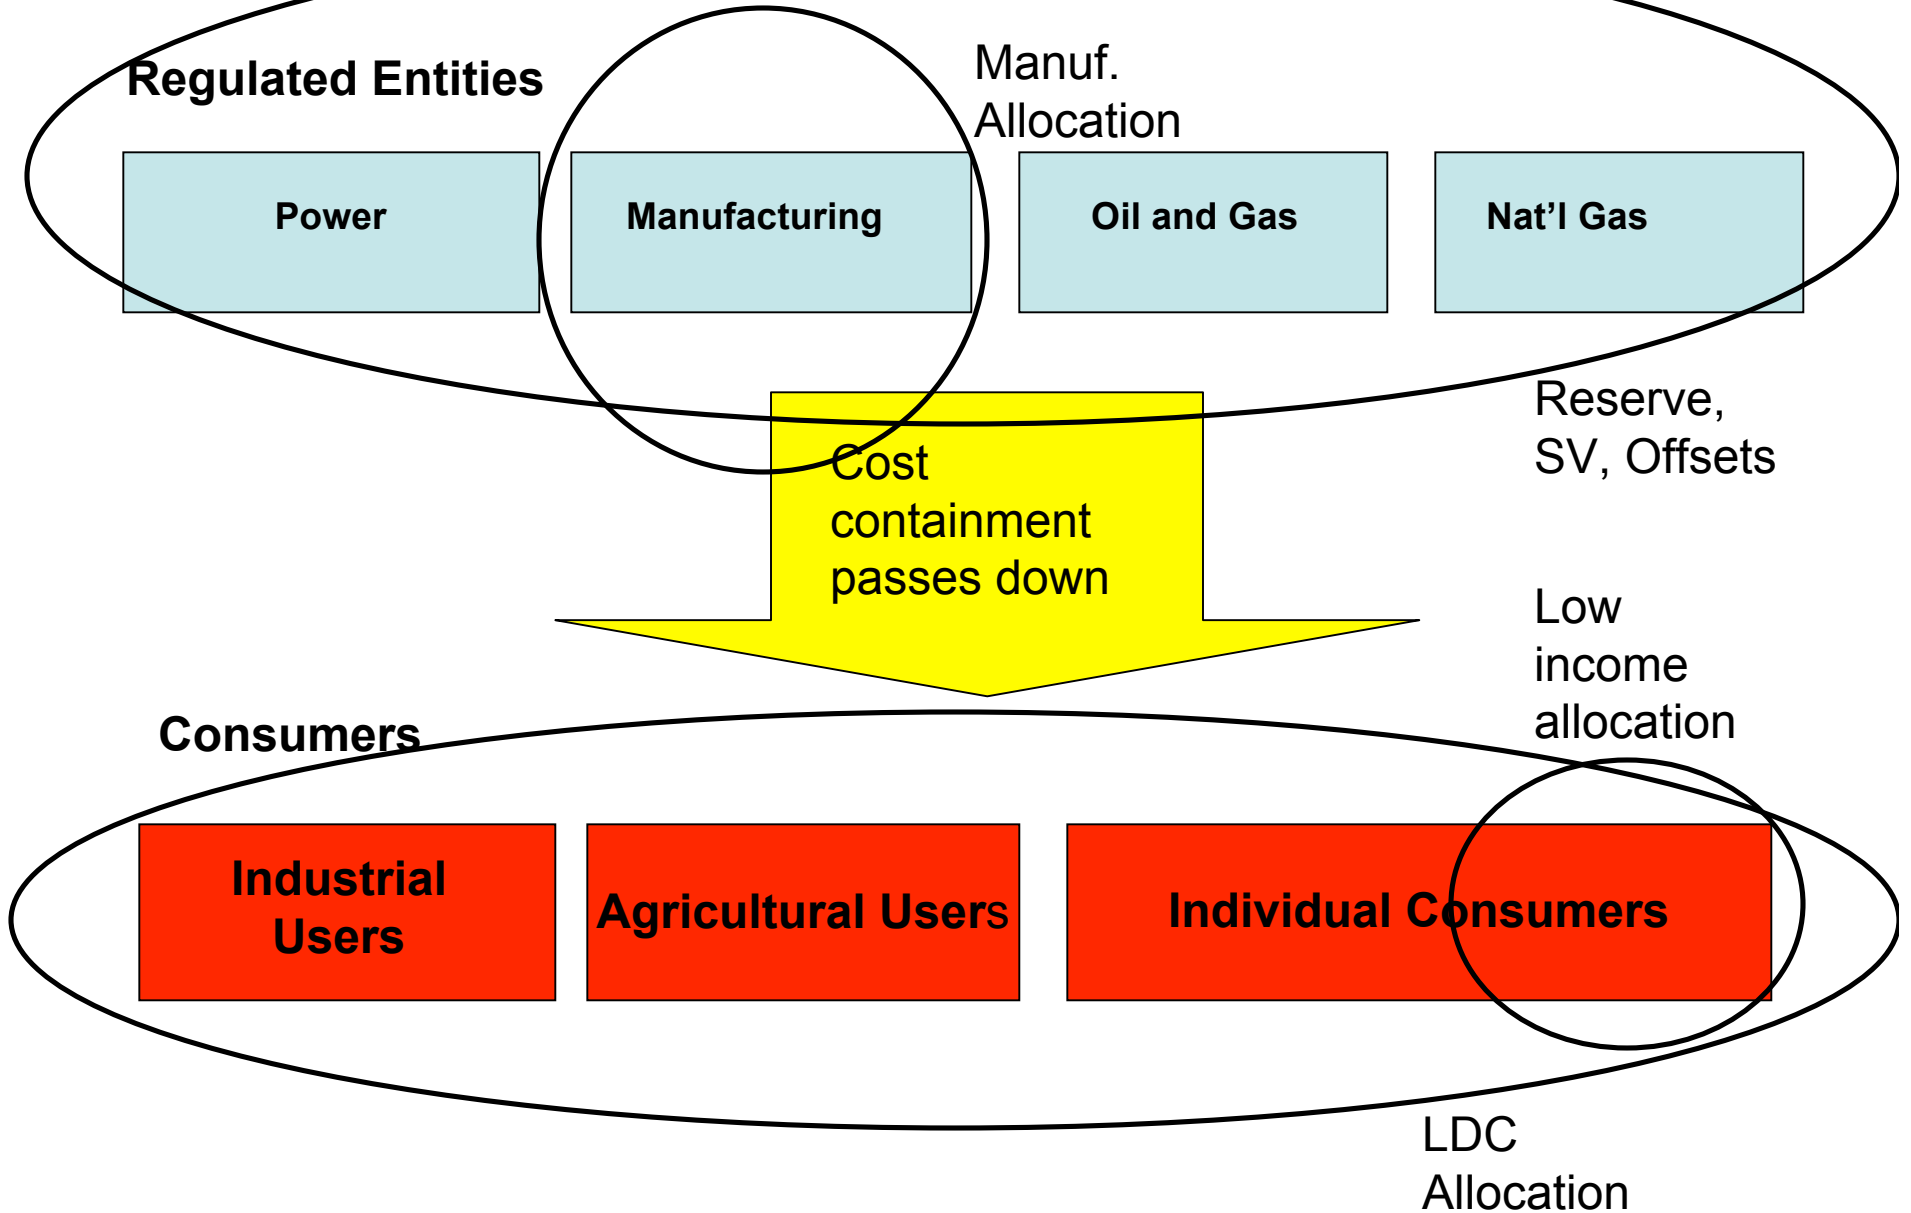 Regulated Entities
Manuf.
Allocation
Power
Manufacturing
Oil and Gas
Nat’l Gas
Reserve,
SV, Offsets
Cost
containment
passes down
Low
income
allocation
Consumers
Industrial
Users
Agricultural Users
Individual Consumers
LDC
Allocation